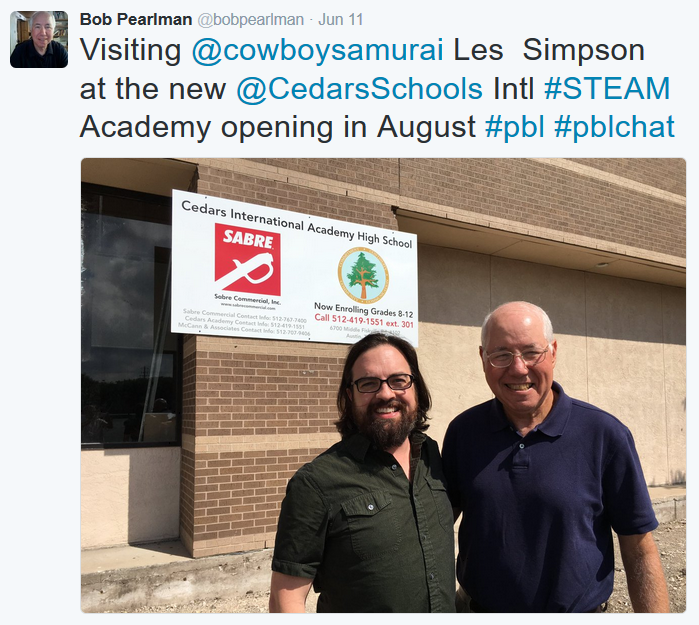 Bob Pearlman @bobpearlman · Jun 11
Visiting @cowboysamurai Les Simpson
at the new @CedarsSchools Intl #STEAM
Academy opening in August #pbl #pblchat
Cedars International Academy High School
SABRE
Sabre Commercial, Inc.
www.sabrecommercial.com
Sabre Commercial Contact Info: 512-767-7400
Cedars Academy Contact Info: 512-419-1551
McCann & Associates Contact Info: 512-707-9406
Now Enrolling Grades 8-12
Call 512-419-1551 ext. 301
6700 Middle
Austin